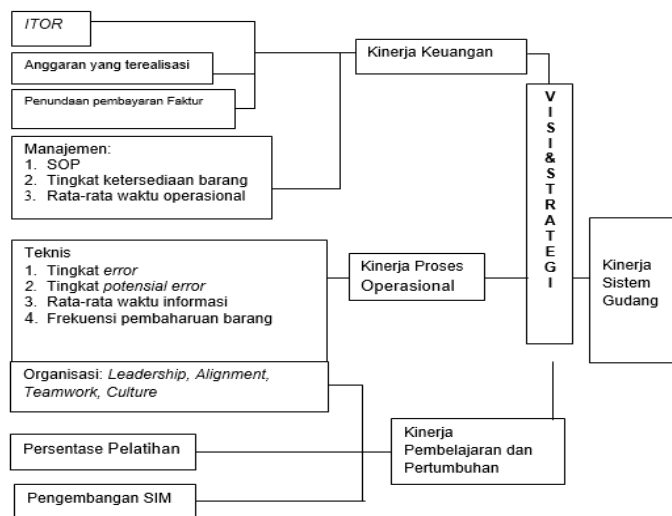 ITOR
Anggaran yang terealisasi
Penundaan pembayaran Faktur
Manajemen:
1. SOP
2. Tingkat ketersediaan barang
3. Rata-rata waktu operasional
Kinerja Keuangan
Teknis
1. Tingkat error
2. Tingkat potensial error
3. Rata-rata waktu informasi
4. Frekuensi pembaharuan barang
Kinerja Proses
Operasional
Organisasi: Leadership, Alignment,
Teamwork, Culture
Persentase Pelatihan
Pengembangan SIM
Kinerja
Pembelajaran dan
Pertumbuhan
VISI&STRATEGI
Kinerja
Sistem
Gudang